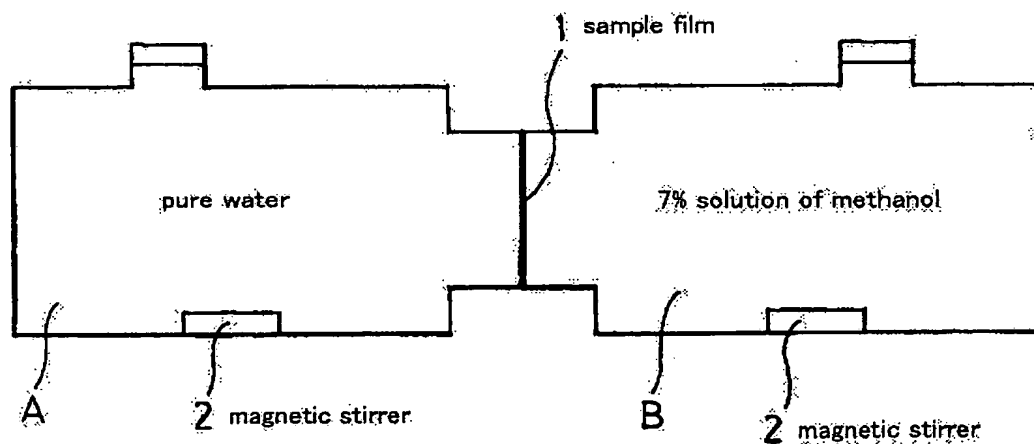 1 sample film
pure water
7% solution of methanol
A
2 magnetic stirrer
B
2 magnetic stirrer